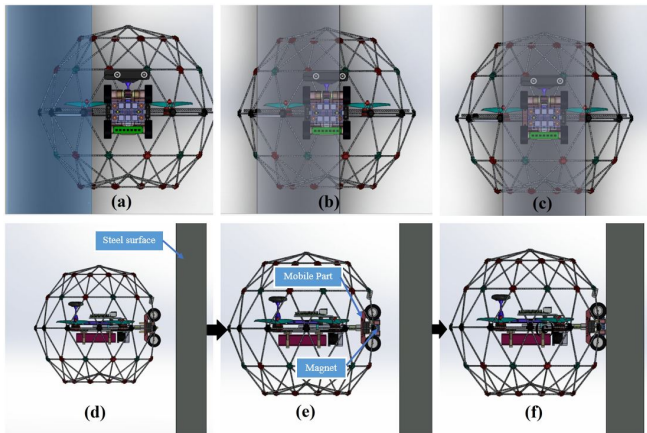 (a)
(b)
(c)
Steel surface
Mobile Part
Magnet
(d)
(e)
(f)